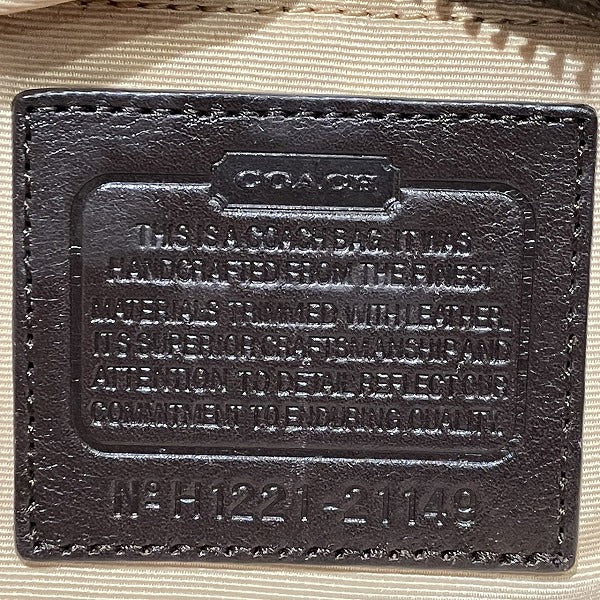 COACH
THIS IS A COACH BAG. IT WAS
HANDCRAFTED FROM THE FINEST
MATERIALS TRIMMED WITH LEATHER.
ITS SUPERIOR CRAFTSMANSHIP AND
ATTENTION TO DETAIL REFLECT OUR
COMMITMENT TO ENDURING QUALITY.
Nº H1221-21149